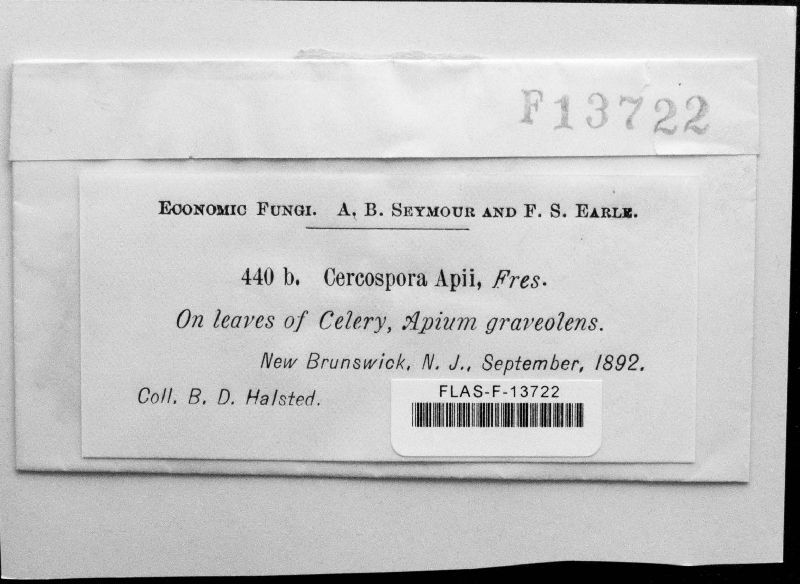 F13722
Economic Fungi. A. B. Seymour and F. S. Earle.
440 b. Cercospora Apii, Fres.
On leaves of Celery, Apium graveolens.
New Brunswick, N. J., September, 1892.
Coll. B. D. Halsted.
FLAS-F-13722